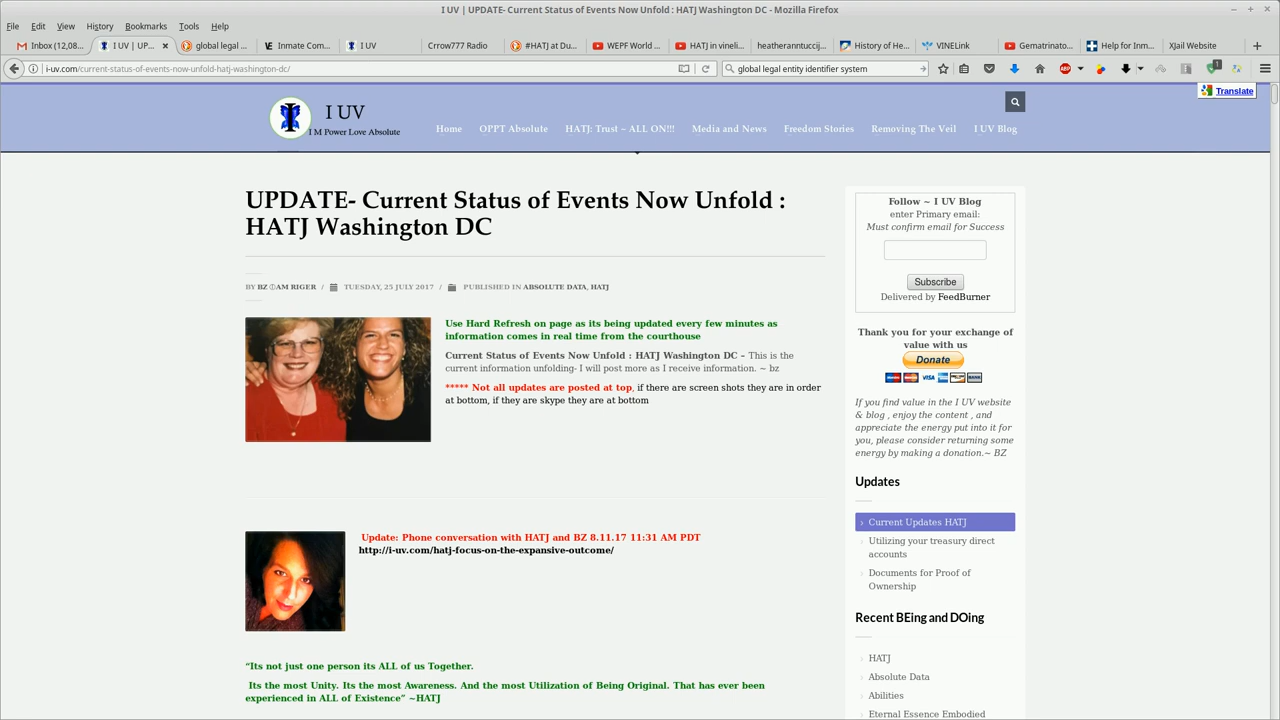 I UV | UPDATE- Current Status of Events Now Unfold : HATJ Washington DC - Mozilla Firefox
File Edit View History Bookmarks Tools Help
Inbox (12,08...
I UV | UP...
global legal ...
Inmate Com...
I UV
Crrow777 Radio
#HATJ at Du...
WEPF World ...
HATJ in vineli...
heatheranntuccij...
History of He...
VINELink
Gematrinato...
Help for Inm...
XJail Website
i-uv.com/current-status-of-events-now-unfold-hatj-washington-dc/
global legal entity identifier system
ABP
1
Translate
I UV
I M Power Love Absolute
Home OPPT Absolute HATJ: Trust – ALL ON!!! Media and News Freedom Stories Removing The Veil I UV Blog
UPDATE- Current Status of Events Now Unfold :
HATJ Washington DC
BY BZ ⓘAM RIGER / TUESDAY, 25 JULY 2017 / PUBLISHED IN ABSOLUTE DATA, HATJ
Use Hard Refresh on page as its being updated every few minutes as
information comes in real time from the courthouse
Current Status of Events Now Unfold : HATJ Washington DC – This is the
current information unfolding- I will post more as I receive information. ~ bz
***** Not all updates are posted at top, if there are screen shots they are in order
at bottom, if they are skype they are at bottom
Update: Phone conversation with HATJ and BZ 8.11.17 11:31 AM PDT
http://i-uv.com/hatj-focus-on-the-expansive-outcome/
“Its not just one person its ALL of us Together.
Its the most Unity. Its the most Awareness. And the most Utilization of Being Original. That has ever been
experienced in ALL of Existence” ~HATJ
Follow ~ I UV Blog
enter Primary email:
Must confirm email for Success
Subscribe
Delivered by FeedBurner
Thank you for your exchange of
value with us
Donate
VISA
BANK
If you find value in the I UV website
& blog , enjoy the content , and
appreciate the energy put into it for
you, please consider returning some
energy by making a donation.~ BZ
Updates
Current Updates HATJ
Utilizing your treasury direct
accounts
Documents for Proof of
Ownership
Recent BEing and DOing
HATJ
Absolute Data
Abilities
Eternal Essence Embodied